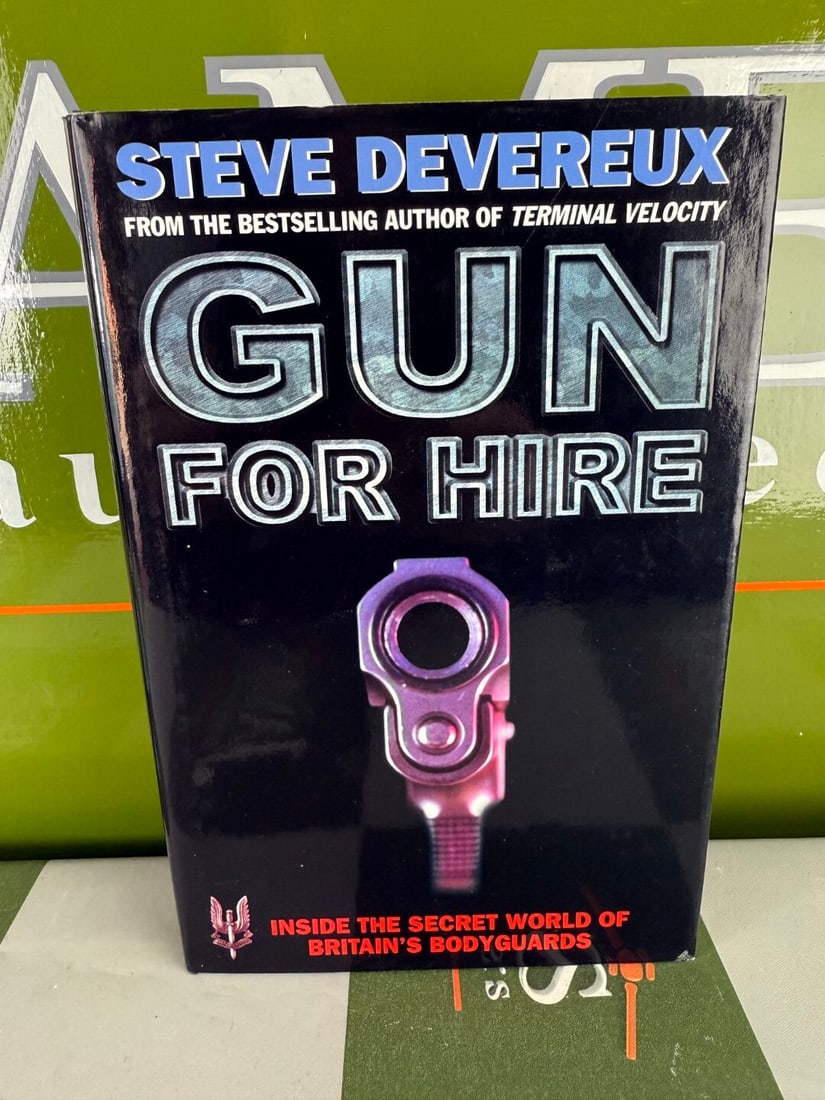 STEVE DEVEREUX
FROM THE BESTSELLING AUTHOR OF TERMINAL VELOCITY
GUN
FOR HIRE
INSIDE THE SECRET WORLD OF
BRITAIN'S BODYGUARDS